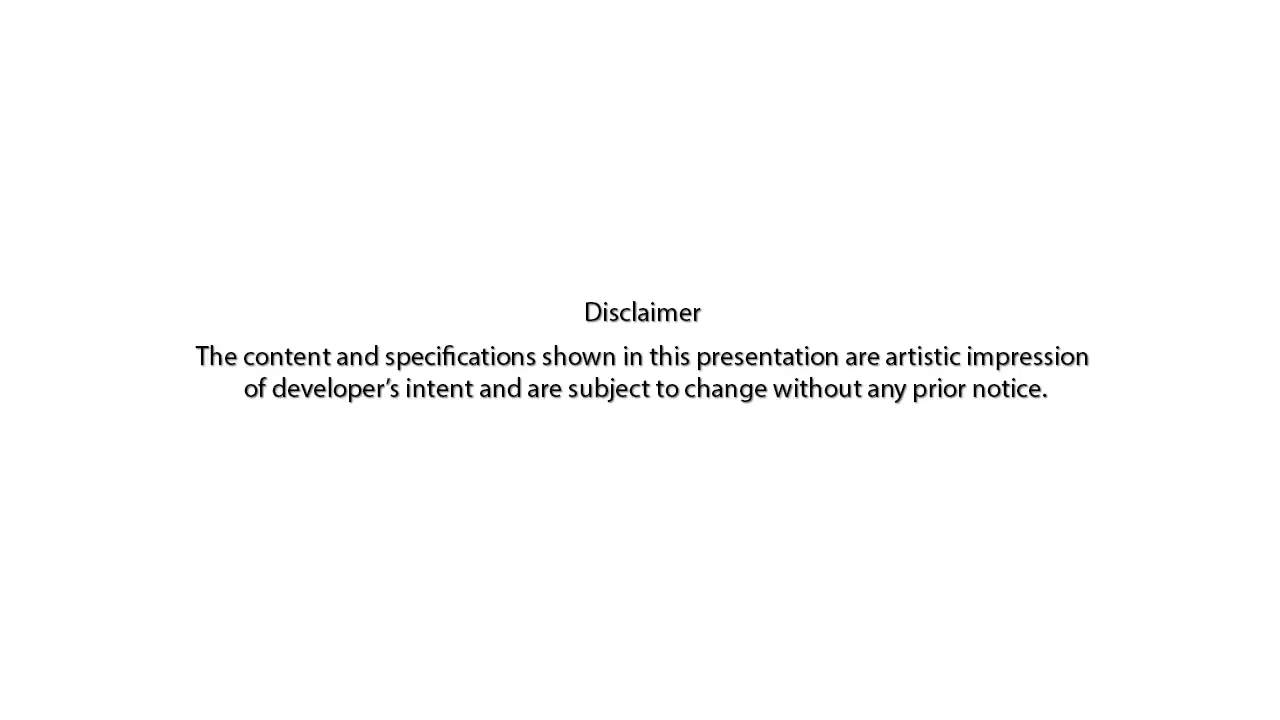 Disclaimer
The content and specifications shown in this presentation are artistic impression
of developer’s intent and are subject to change without any prior notice.